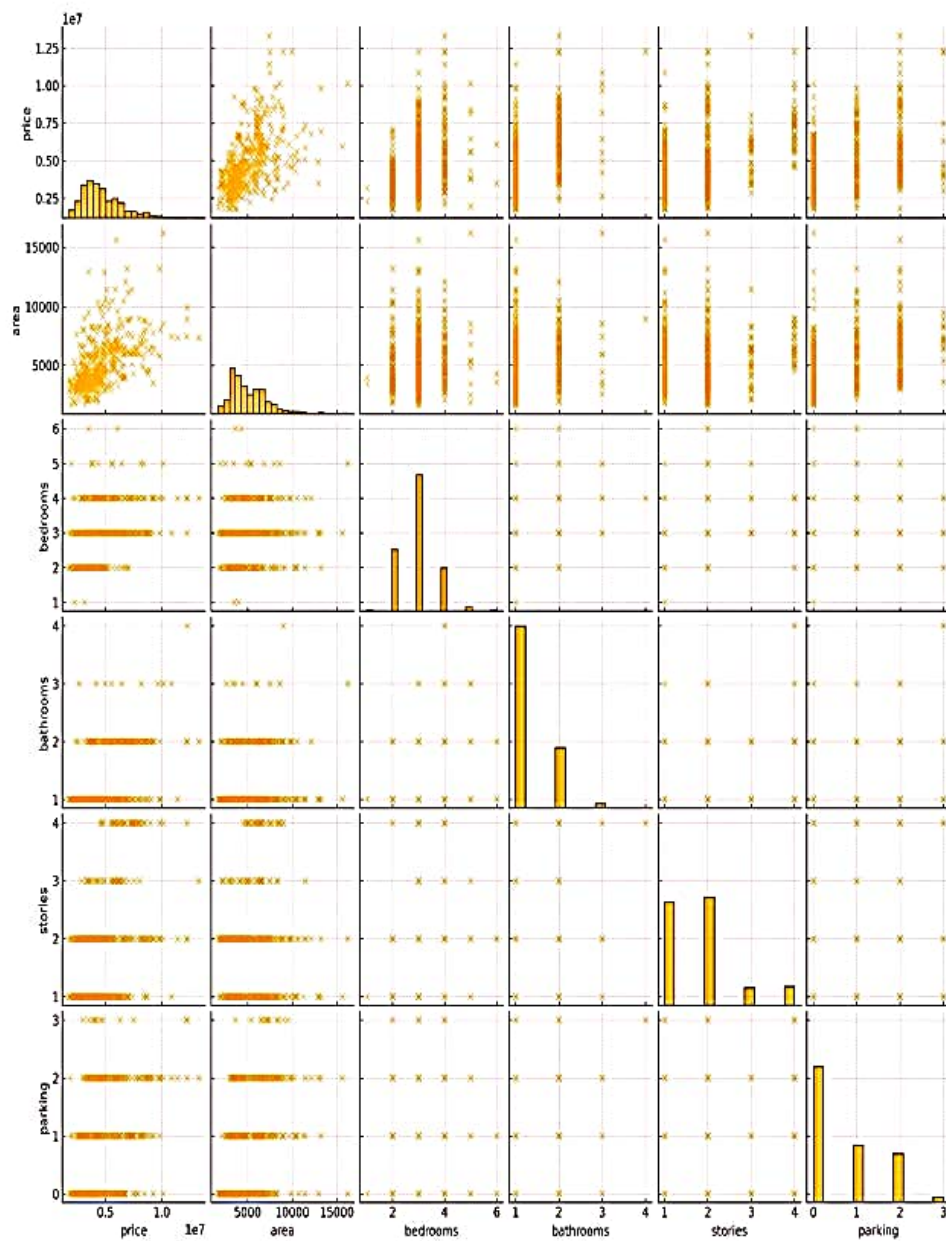 1e7
1.25
1.00
0.75
0.50
0.25
price
15000
10000
5000
area
6
5
4
3
2
1
bedrooms
4
3
2
1
bathrooms
4
3
2
1
stories
3
2
1
0
parking
0.5 1.0 5000 10000 15000 2 4 6 1 2 3 4 1 2 3 4 0 1 2 3
price 1e7 area bedrooms bathrooms stories parking